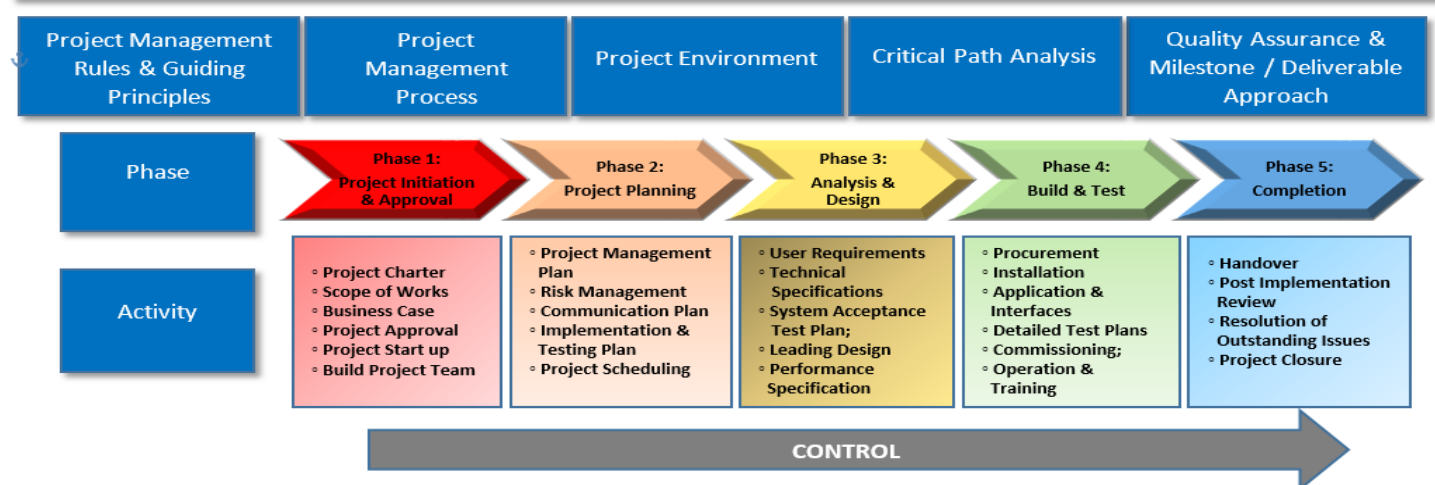 Project Management
Rules & Guiding
Principles
Project
Management
Process
Project Environment
Critical Path Analysis
Quality Assurance &
Milestone / Deliverable
Approach
Phase
Phase 1:
Project Initiation
& Approval
Phase 2:
Project Planning
Phase 3:
Analysis &
Design
Phase 4:
Build & Test
Phase 5:
Completion
Activity
◦ Project Charter
◦ Scope of Works
◦ Business Case
◦ Project Approval
◦ Project Start up
◦ Build Project Team
◦ Project Management
Plan
◦ Risk Management
◦ Communication Plan
◦ Implementation &
Testing Plan
◦ Project Scheduling
◦ User Requirements
◦ Technical
Specifications
◦ System Acceptance
Test Plan;
◦ Leading Design
◦ Performance
Specification
◦ Procurement
◦ Installation
◦ Application &
Interfaces
◦ Detailed Test Plans
◦ Commissioning;
◦ Operation &
Training
◦ Handover
◦ Post Implementation
Review
◦ Resolution of
Outstanding Issues
◦ Project Closure
CONTROL